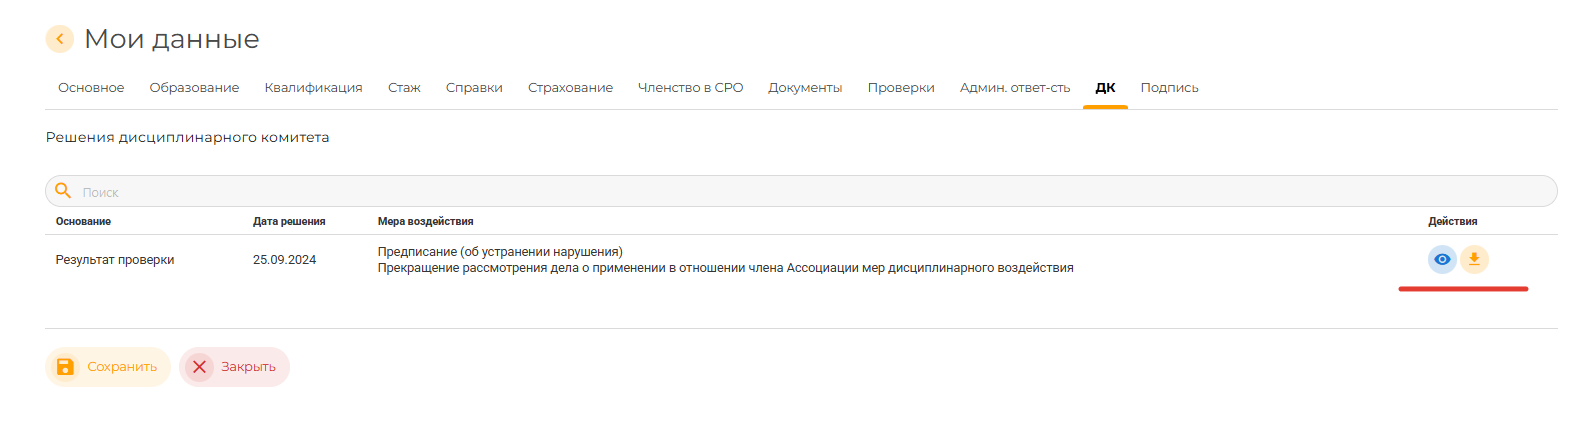 Мои данные
Основное Образование Квалификация Стаж Справки Страхование Членство в СРО Документы Проверки Админ. ответ-сть ДК Подпись
Решения дисциплинарного комитета
Поиск
Основание Дата решения Мера воздействия Действия
Результат проверки 25.09.2024 Предписание (об устранении нарушения)
Прекращение рассмотрения дела о применении в отношении члена Ассоциации мер дисциплинарного воздействия
Сохранить Закрыть